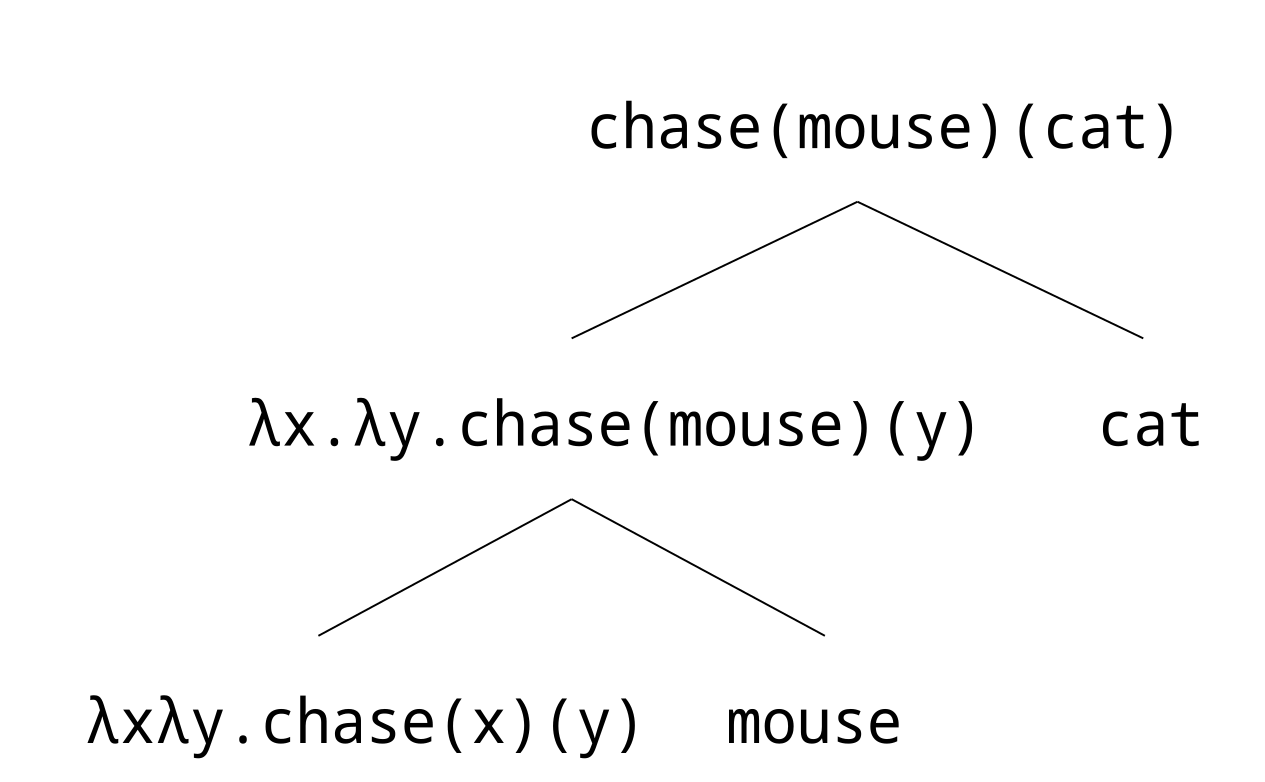 chase(mouse)(cat)
λx.λy.chase(mouse)(y) cat
λxλy.chase(x)(y) mouse